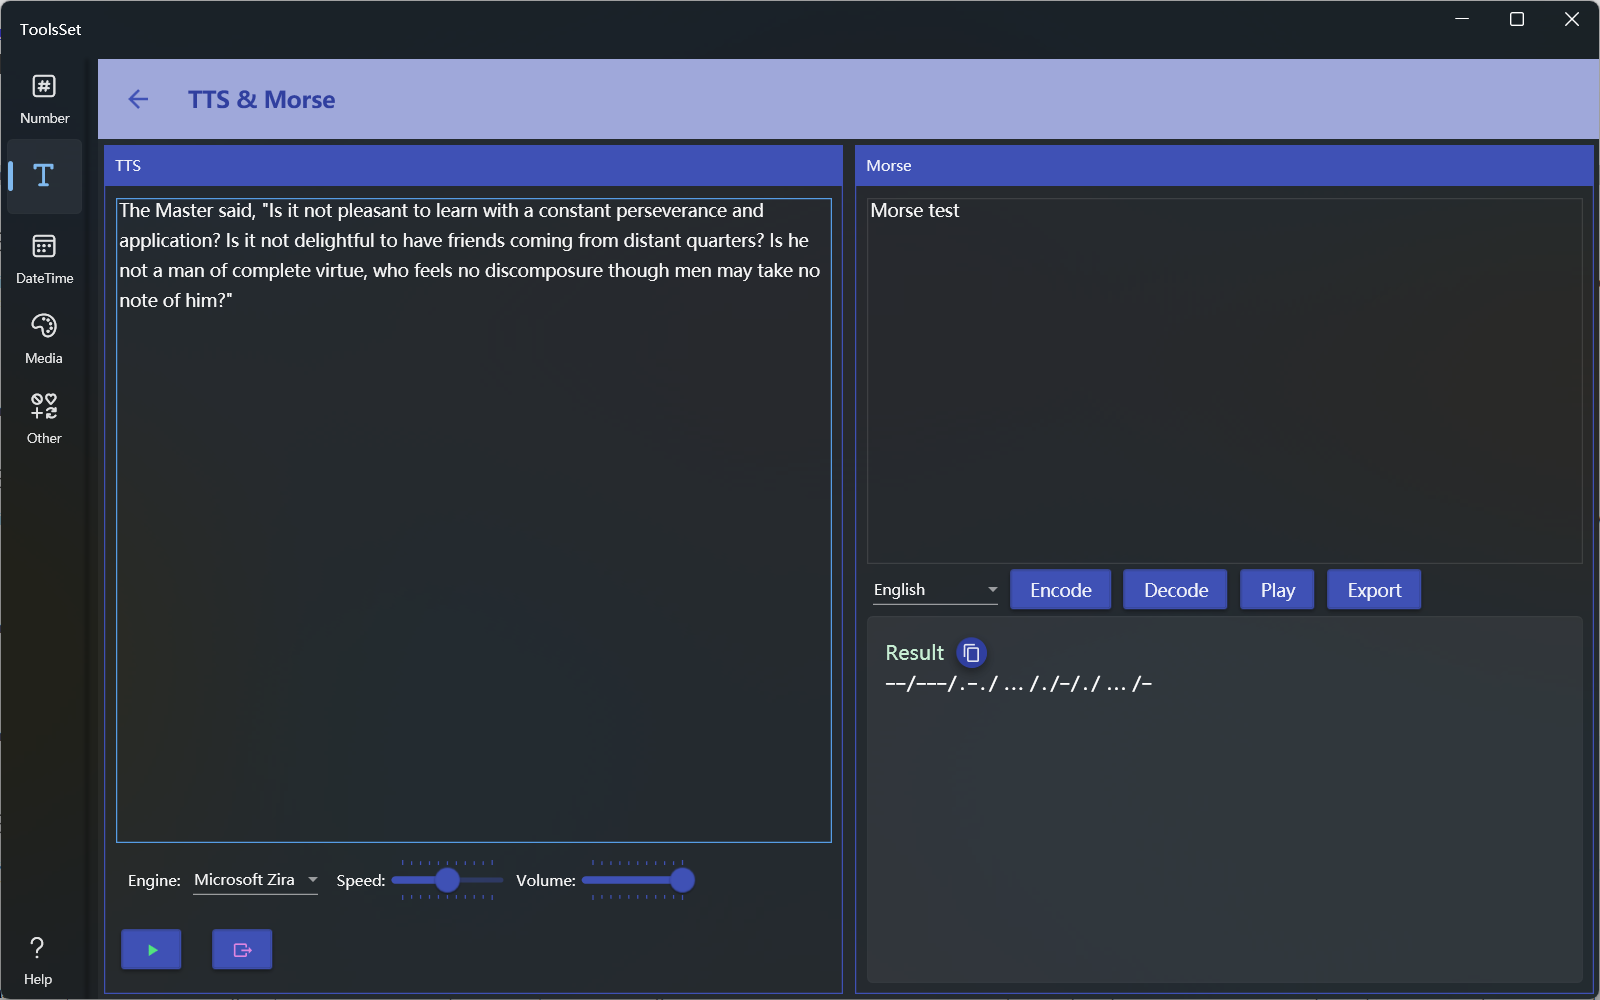 ToolsSet
Number
DateTime
Media
Other
Help
TTS & Morse
TTS
The Master said, "Is it not pleasant to learn with a constant perseverance and
application? Is it not delightful to have friends coming from distant quarters? Is he
not a man of complete virtue, who feels no discomposure though men may take no
note of him?"
Engine: Microsoft Zira Speed: Volume:
Morse
Morse test
English Encode Decode Play Export
Result
--/---/.-./.../././-/././.../-